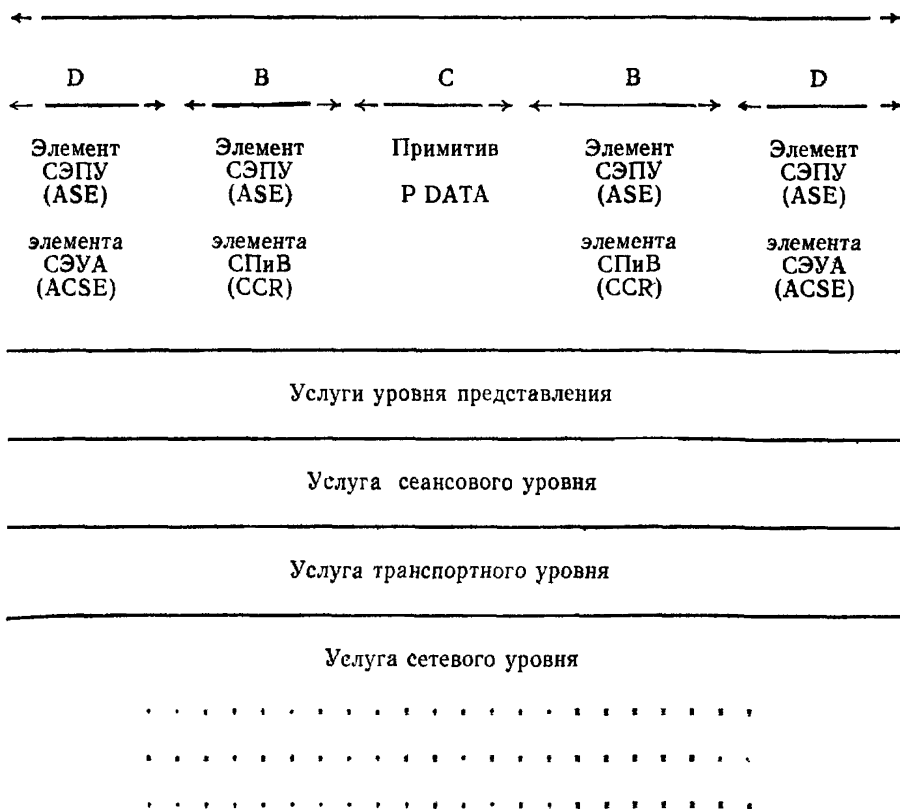 D B C B D
Элемент Элемент Примитив Элемент Элемент
СЭПУ СЭПУ СЭПУ СЭПУ
(ASE) (ASE) P DATA (ASE) (ASE)
элемента элемента элемента элемента
СЭУА СПиВ СПиВ СЭУА
(ACSE) (CCR) (CCR) (ACSE)
Услуги уровня представления
Услуга сеансового уровня
Услуга транспортного уровня
Услуга сетевого уровня